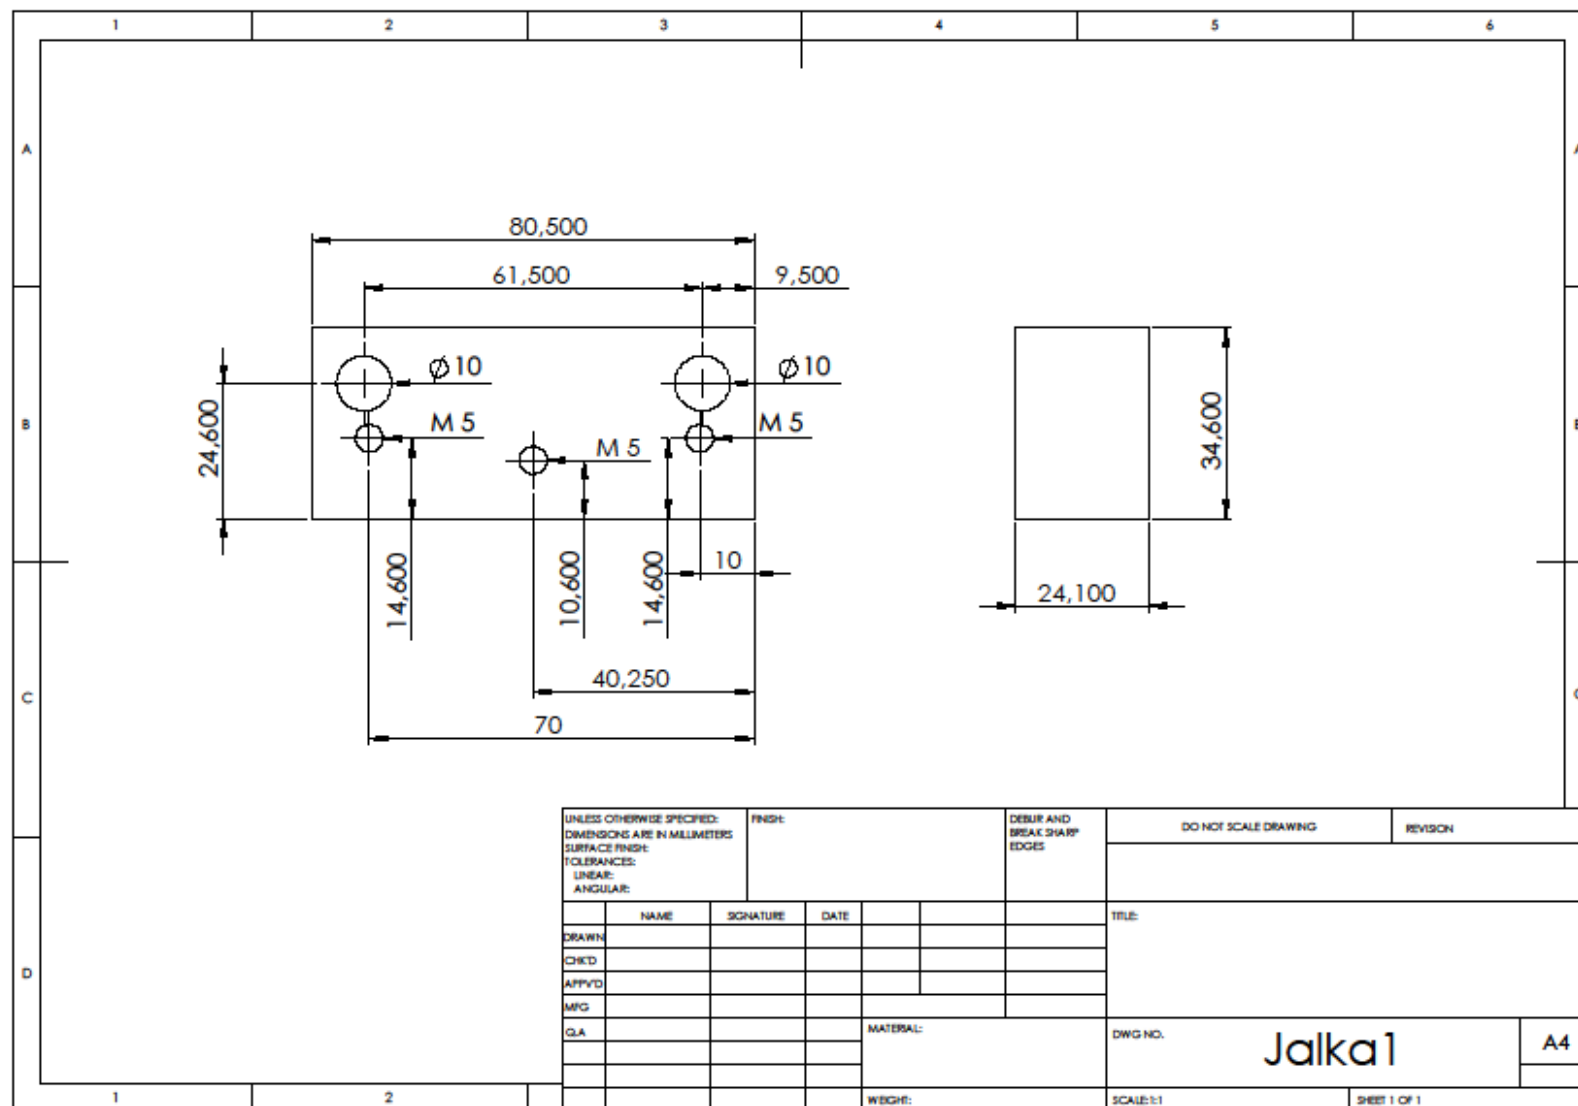 1 2 3 4 5 6
A A
80,500
61,500 9,500
⌀10 ⌀10
B B
24,600
M 5 M 5
M 5
34,600
14,600
10,600
14,600
10
24,100
40,250
C C
70
UNLESS OTHERWISE SPECIFIED:
DIMENSIONS ARE IN MILLIMETERS
SURFACE FINISH:
TOLERANCES:
LINEAR:
ANGULAR:
FINISH:
DEBUR AND
BREAK SHARP
EDGES
DO NOT SCALE DRAWING
REVISION
NAME SIGNATURE DATE
TITLE:
DRAWN
CHK'D
APPV'D
MFG
Q.A
D
MATERIAL:
DWG NO.
Jalka1
A4
WEIGHT:
SCALE:1:1
SHEET 1 OF 1
1 2